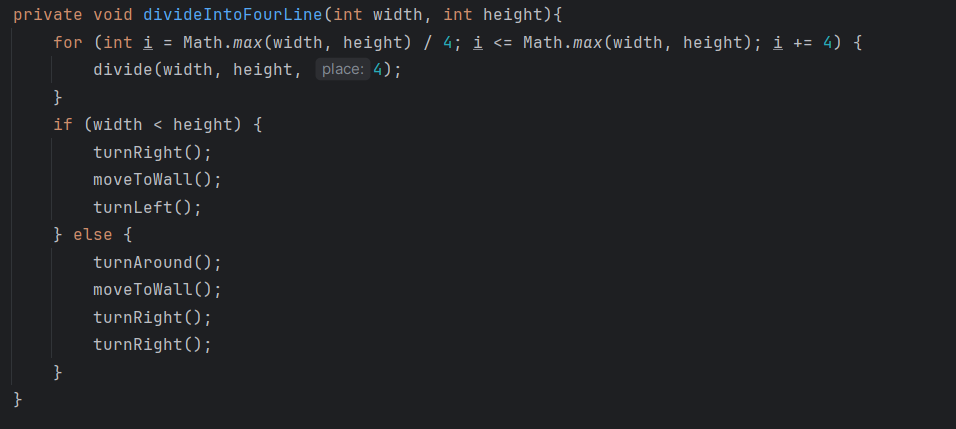 private void divideIntoFourLine(int width, int height){
    for (int i = Math.max(width, height) / 4; i <= Math.max(width, height); i += 4) {
        divide(width, height, place: 4);
    }
    if (width < height) {
        turnRight();
        moveToWall();
        turnLeft();
    } else {
        turnAround();
        moveToWall();
        turnRight();
        turnRight();
    }
}